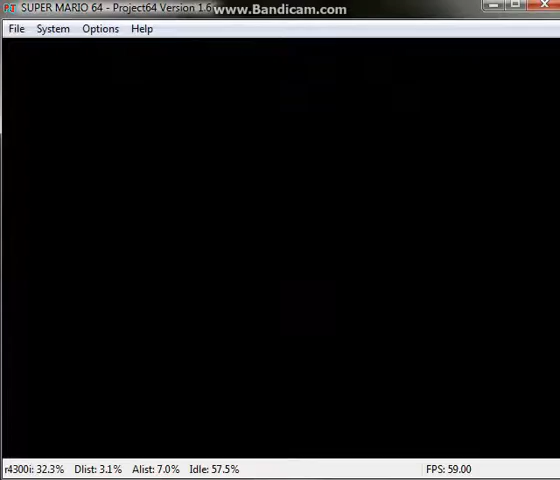 SUPER MARIO 64 - Project64 Version 1.6
www.Bandicam.com
File System Options Help
r4300i: 32.3% Dlist: 3.1% Alist: 7.0% Idle: 57.5% FPS: 59.00